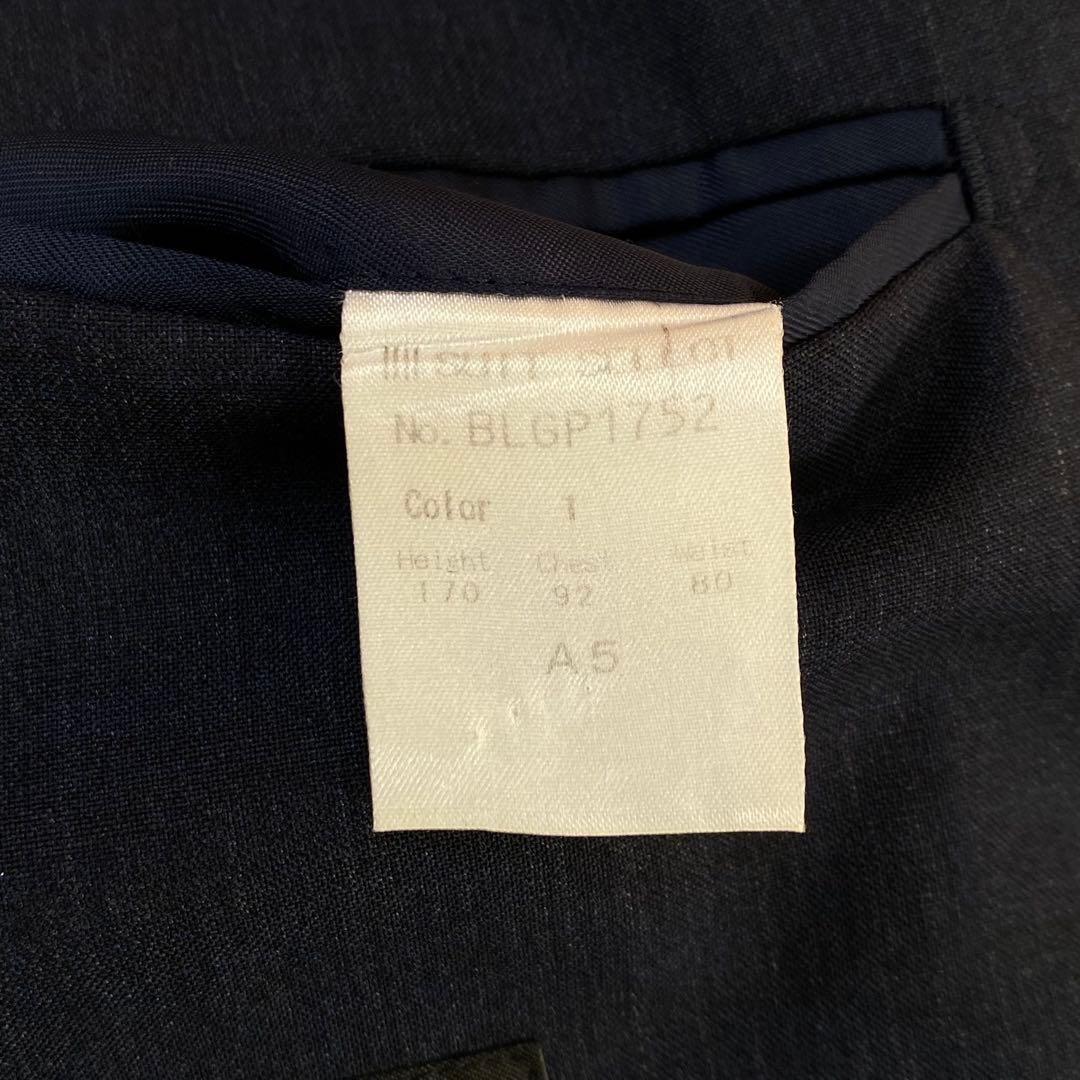 No. BLGP1752
Color 1
Height Chest Waist
170 92 80
A5